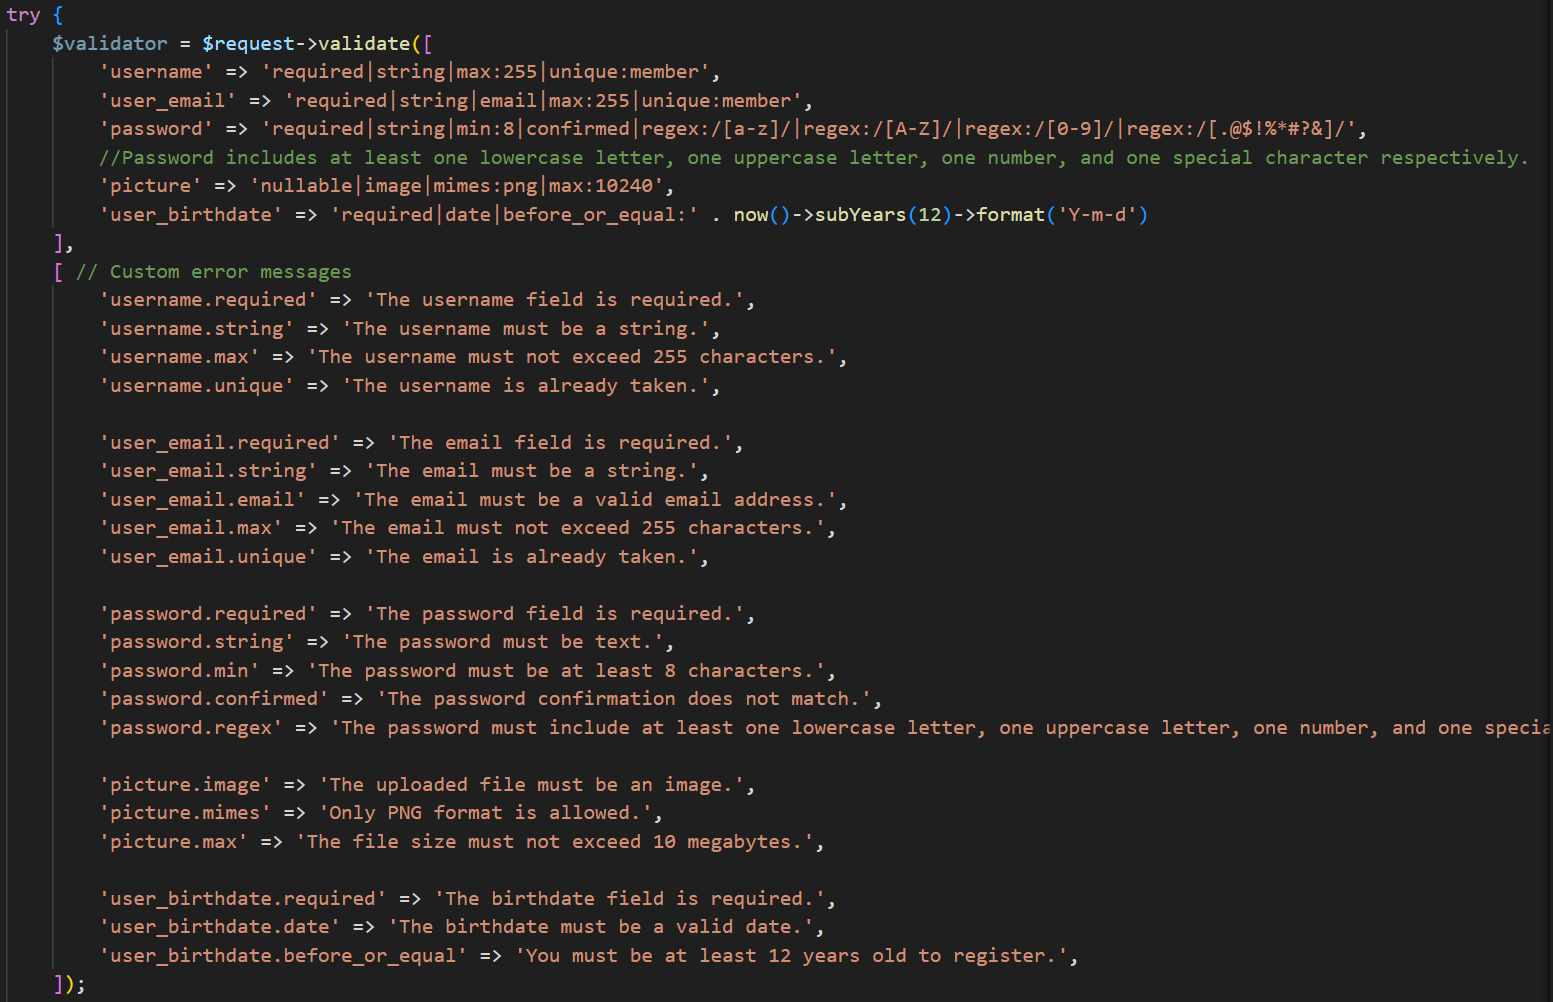 try {
$validator = $request->validate([
'username' => 'required|string|max:255|unique:member',
'user_email' => 'required|string|email|max:255|unique:member',
'password' => 'required|string|min:8|confirmed|regex:/[a-z]/|regex:/[A-Z]/|regex:/[0-9]/|regex:/[.@$!%*#?&]/',
//Password includes at least one lowercase letter, one uppercase letter, one number, and one special character respectively.
'picture' => 'nullable|image|mimes:png|max:10240',
'user_birthdate' => 'required|date|before_or_equal:' . now()->subYears(12)->format('Y-m-d')
],
[ // Custom error messages
'username.required' => 'The username field is required.',
'username.string' => 'The username must be a string.',
'username.max' => 'The username must not exceed 255 characters.',
'username.unique' => 'The username is already taken.',
'user_email.required' => 'The email field is required.',
'user_email.string' => 'The email must be a string.',
'user_email.email' => 'The email must be a valid email address.',
'user_email.max' => 'The email must not exceed 255 characters.',
'user_email.unique' => 'The email is already taken.',
'password.required' => 'The password field is required.',
'password.string' => 'The password must be text.',
'password.min' => 'The password must be at least 8 characters.',
'password.confirmed' => 'The password confirmation does not match.',
'password.regex' => 'The password must include at least one lowercase letter, one uppercase letter, one number, and one specia
'picture.image' => 'The uploaded file must be an image.',
'picture.mimes' => 'Only PNG format is allowed.',
'picture.max' => 'The file size must not exceed 10 megabytes.',
'user_birthdate.required' => 'The birthdate field is required.',
'user_birthdate.date' => 'The birthdate must be a valid date.',
'user_birthdate.before_or_equal' => 'You must be at least 12 years old to register.',
]);